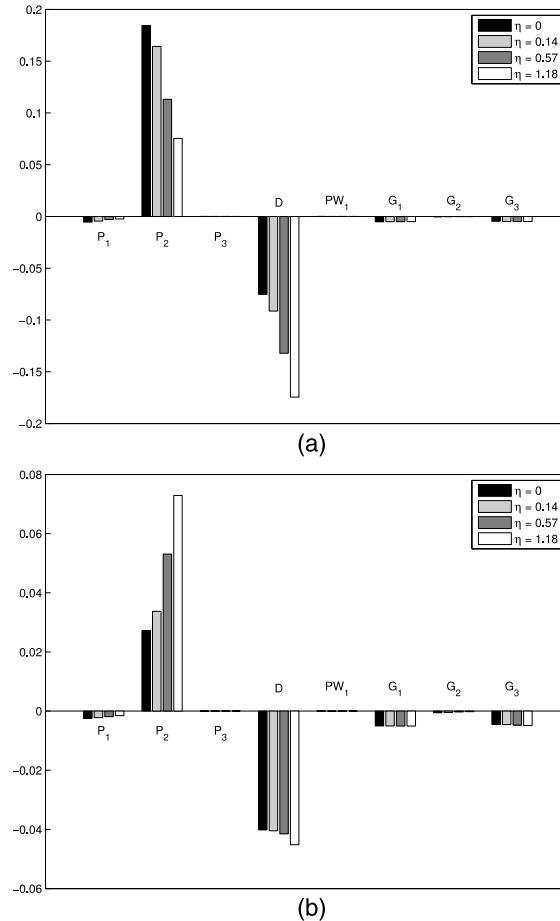 0.2
0.15
0.1
0.05
0
−0.05
−0.1
−0.15
−0.2
η = 0
η = 0.14
η = 0.57
η = 1.18
D PW₁ G₁ G₂ G₃
P₁ P₂ P₃
(a)
0.08
0.06
0.04
0.02
0
−0.02
−0.04
−0.06
η = 0
η = 0.14
η = 0.57
η = 1.18
D PW₁ G₁ G₂ G₃
P₁ P₂ P₃
(b)